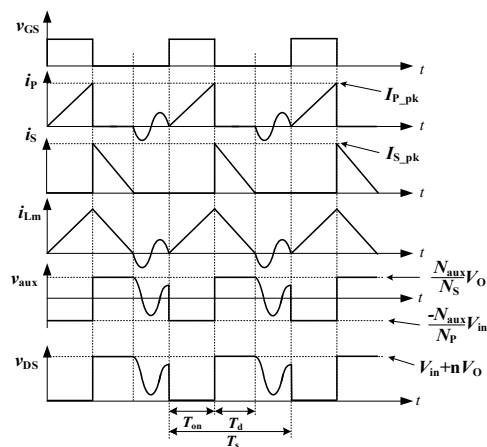 vGS
t
iP
IP_pk
t
iS
IS_pk
t
iLm
t
vaux
Naux/NS VO
t
-Naux/NP Vin
vDS
Vin+nVO
t
Ton
Td
Ts